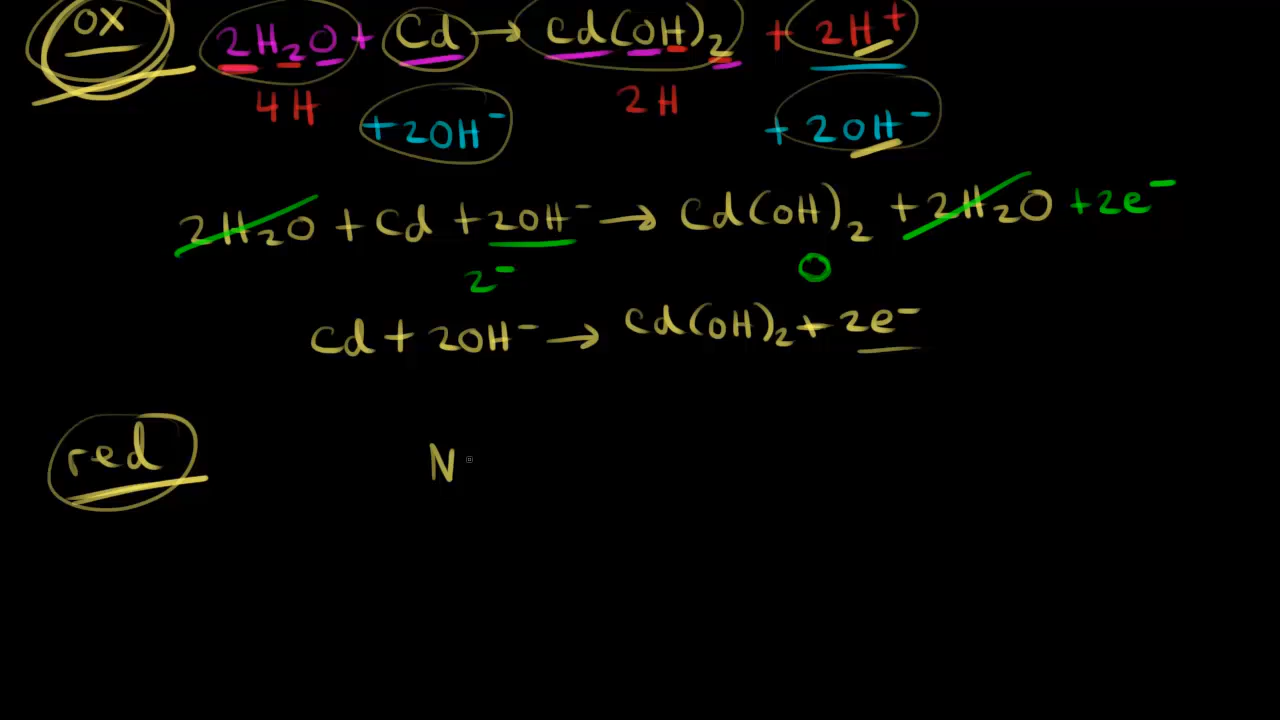 ox 2H₂O + Cd → Cd(OH)₂ + 2H⁺
4H 2H
+2OH⁻ + 2OH⁻
2H₂O + Cd + 2OH⁻ → Cd(OH)₂ + 2H₂O + 2e⁻
2⁻ 0
Cd + 2OH⁻ → Cd(OH)₂ + 2e⁻
red N